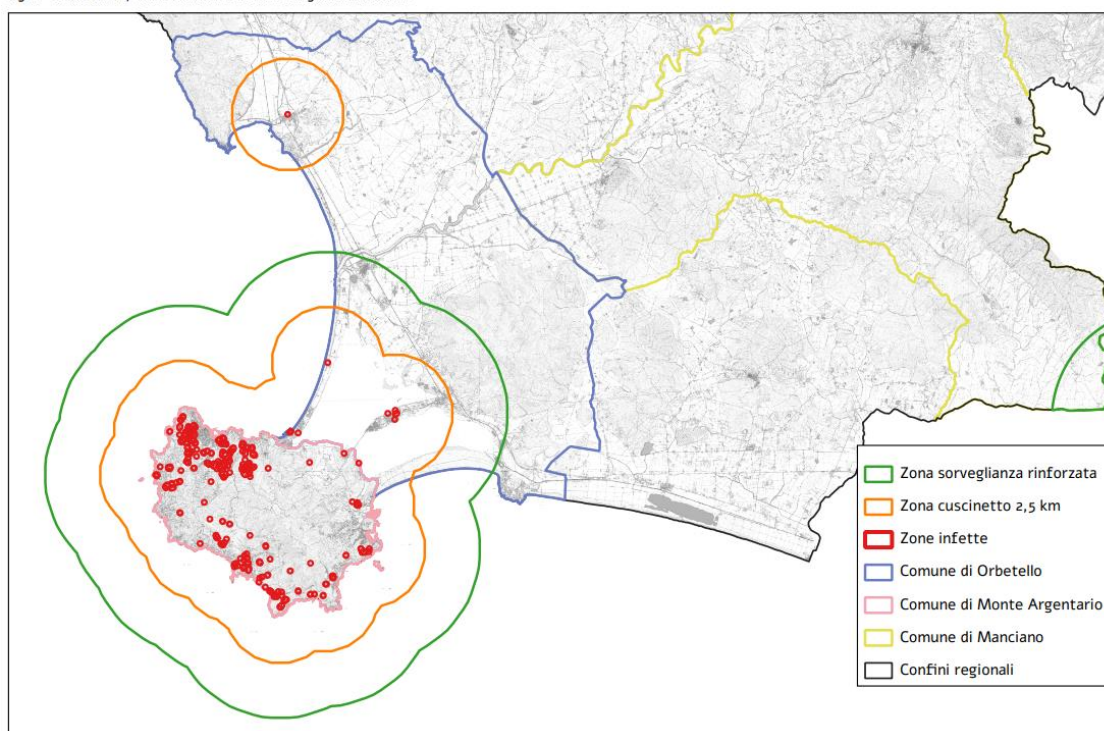 Zona sorveglianza rinforzata
Zona cuscinetto 2,5 km
Zone infette
Comune di Orbetello
Comune di Monte Argentario
Comune di Manciano
Confini regionali